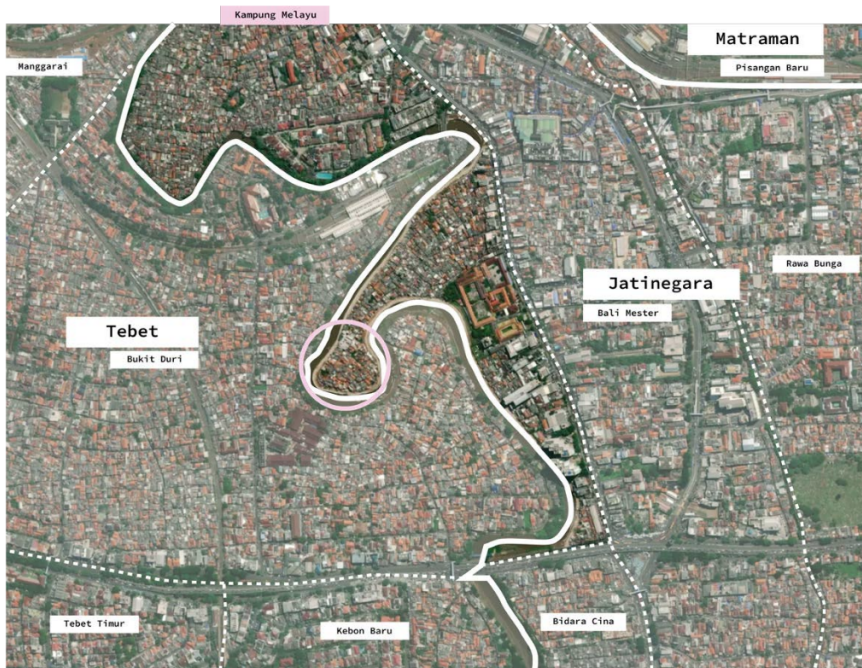 Kampung Melayu
Matraman
Manggarai
Pisangan Baru
Rawa Bunga
Jatinegara
Bali Mester
Tebet
Bukit Duri
Tebet Timur
Kebon Baru
Bidara Cina